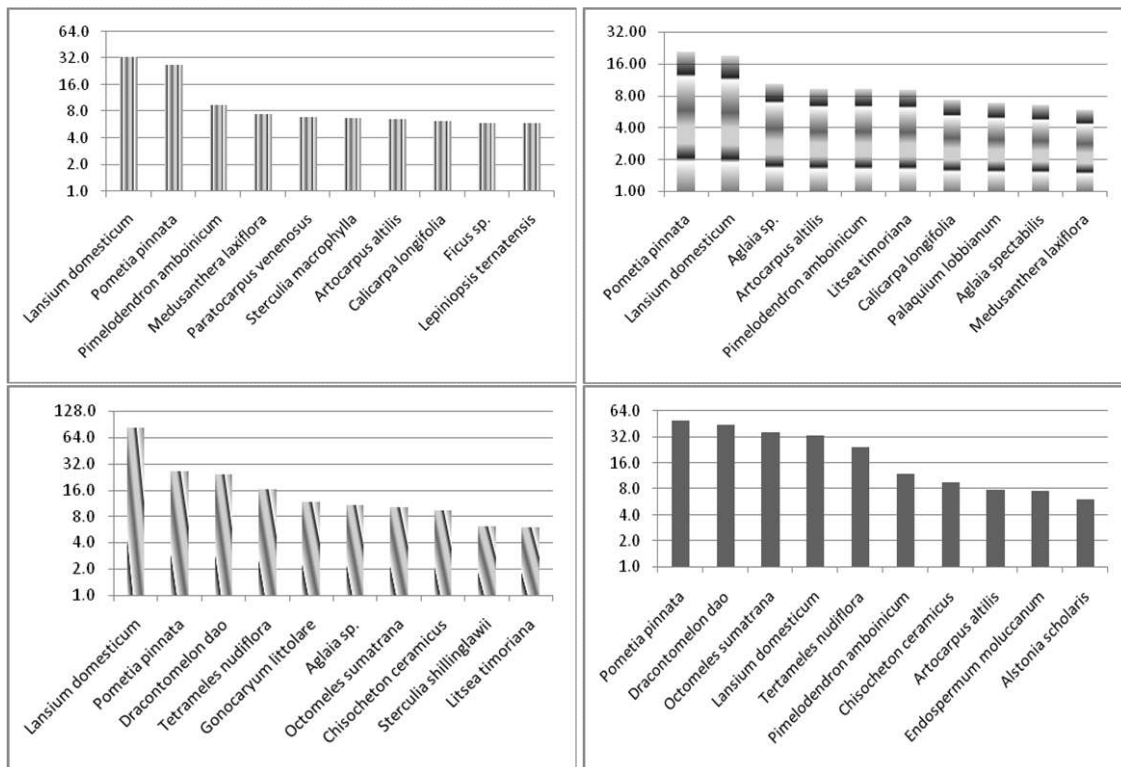 64.0
32.0
16.0
8.0
4.0
2.0
1.0
Lansium domesticum
Pometia pinnata
Pimelodendron amboinicum
Medusanthera laxiflora
Paratocarpus venenosus
Sterculia macrophylla
Artocarpus altilis
Calicarpa longifolia
Ficus sp.
Lepiniopsis ternatensis
32.00
16.00
8.00
4.00
2.00
1.00
Pometia pinnata
Lansium domesticum
Aglaia sp.
Artocarpus altilis
Pimelodendron amboinicum
Litsea timoriana
Calicarpa longifolia
Palaquium lobbianum
Aglaia spectabilis
Medusanthera laxiflora
128.0
64.0
32.0
16.0
8.0
4.0
2.0
1.0
Lansium domesticum
Pometia pinnata
Dracontomelon dao
Tetrameles nudiflora
Gonocaryum littolare
Aglaia sp.
Octomeles sumatrana
Chisocheton ceramicus
Sterculia shillinglawii
Litsea timoriana
64.0
32.0
16.0
8.0
4.0
2.0
1.0
Pometia pinnata
Dracontomelon dao
Octomeles sumatrana
Lansium domesticum
Tertameles nudiflora
Pimelodendron amboinicum
Chisocheton ceramicus
Artocarpus altilis
Endospermum moluccanum
Alstonia scholaris